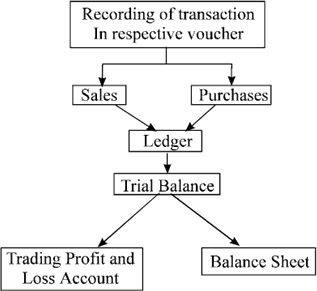 Recording of transaction
In respective voucher
Sales
Purchases
Ledger
Trial Balance
Trading Profit and
Loss Account
Balance Sheet